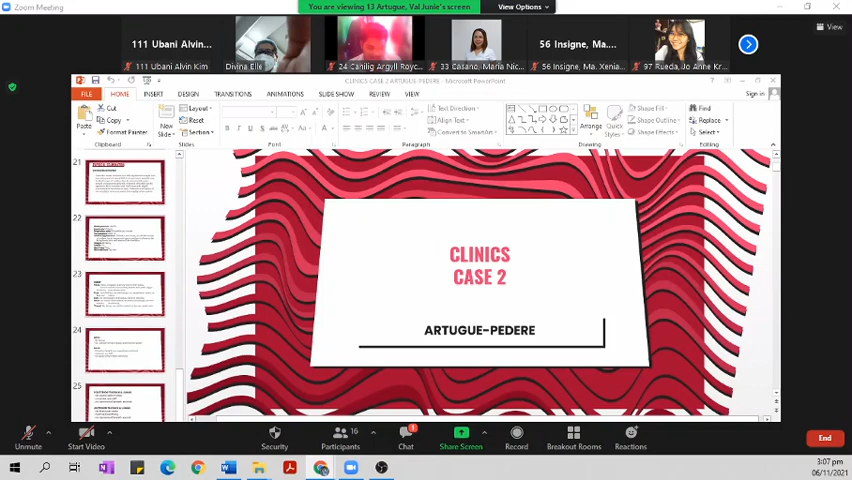 Zoom Meeting
You are viewing 13 Artugue, Val Junie's screen
View Options
View
111 Ubani Alvin...
56 Insigne, Ma....
111 Ubani Alvin Kim
Divina Elle
24 Canilig Argyll Royc...
33 Casano, Maria Nic...
56 Insigne, Ma. Xenia...
97 Rueda, Jo Anne Kr...
CLINICS CASE 2 ARTUGUE-PEDERE - Microsoft PowerPoint
FILE HOME INSERT DESIGN TRANSITIONS ANIMATIONS SLIDE SHOW REVIEW VIEW
Sign in
Paste
Cut
Copy
Format Painter
Clipboard
New
Slide
Layout
Reset
Section
Slides
Font
Text Direction
Align Text
Convert to SmartArt
Paragraph
Arrange
Quick
Styles
Shape Fill
Shape Outline
Shape Effects
Drawing
Find
Replace
Select
Editing
21
22
23
24
25
CLINICS
CASE 2
ARTUGUE-PEDERE
Unmute
Start Video
Security
16
Participants
1
Chat
Share Screen
Record
Breakout Rooms
Reactions
End
3:07 pm
06/11/2021